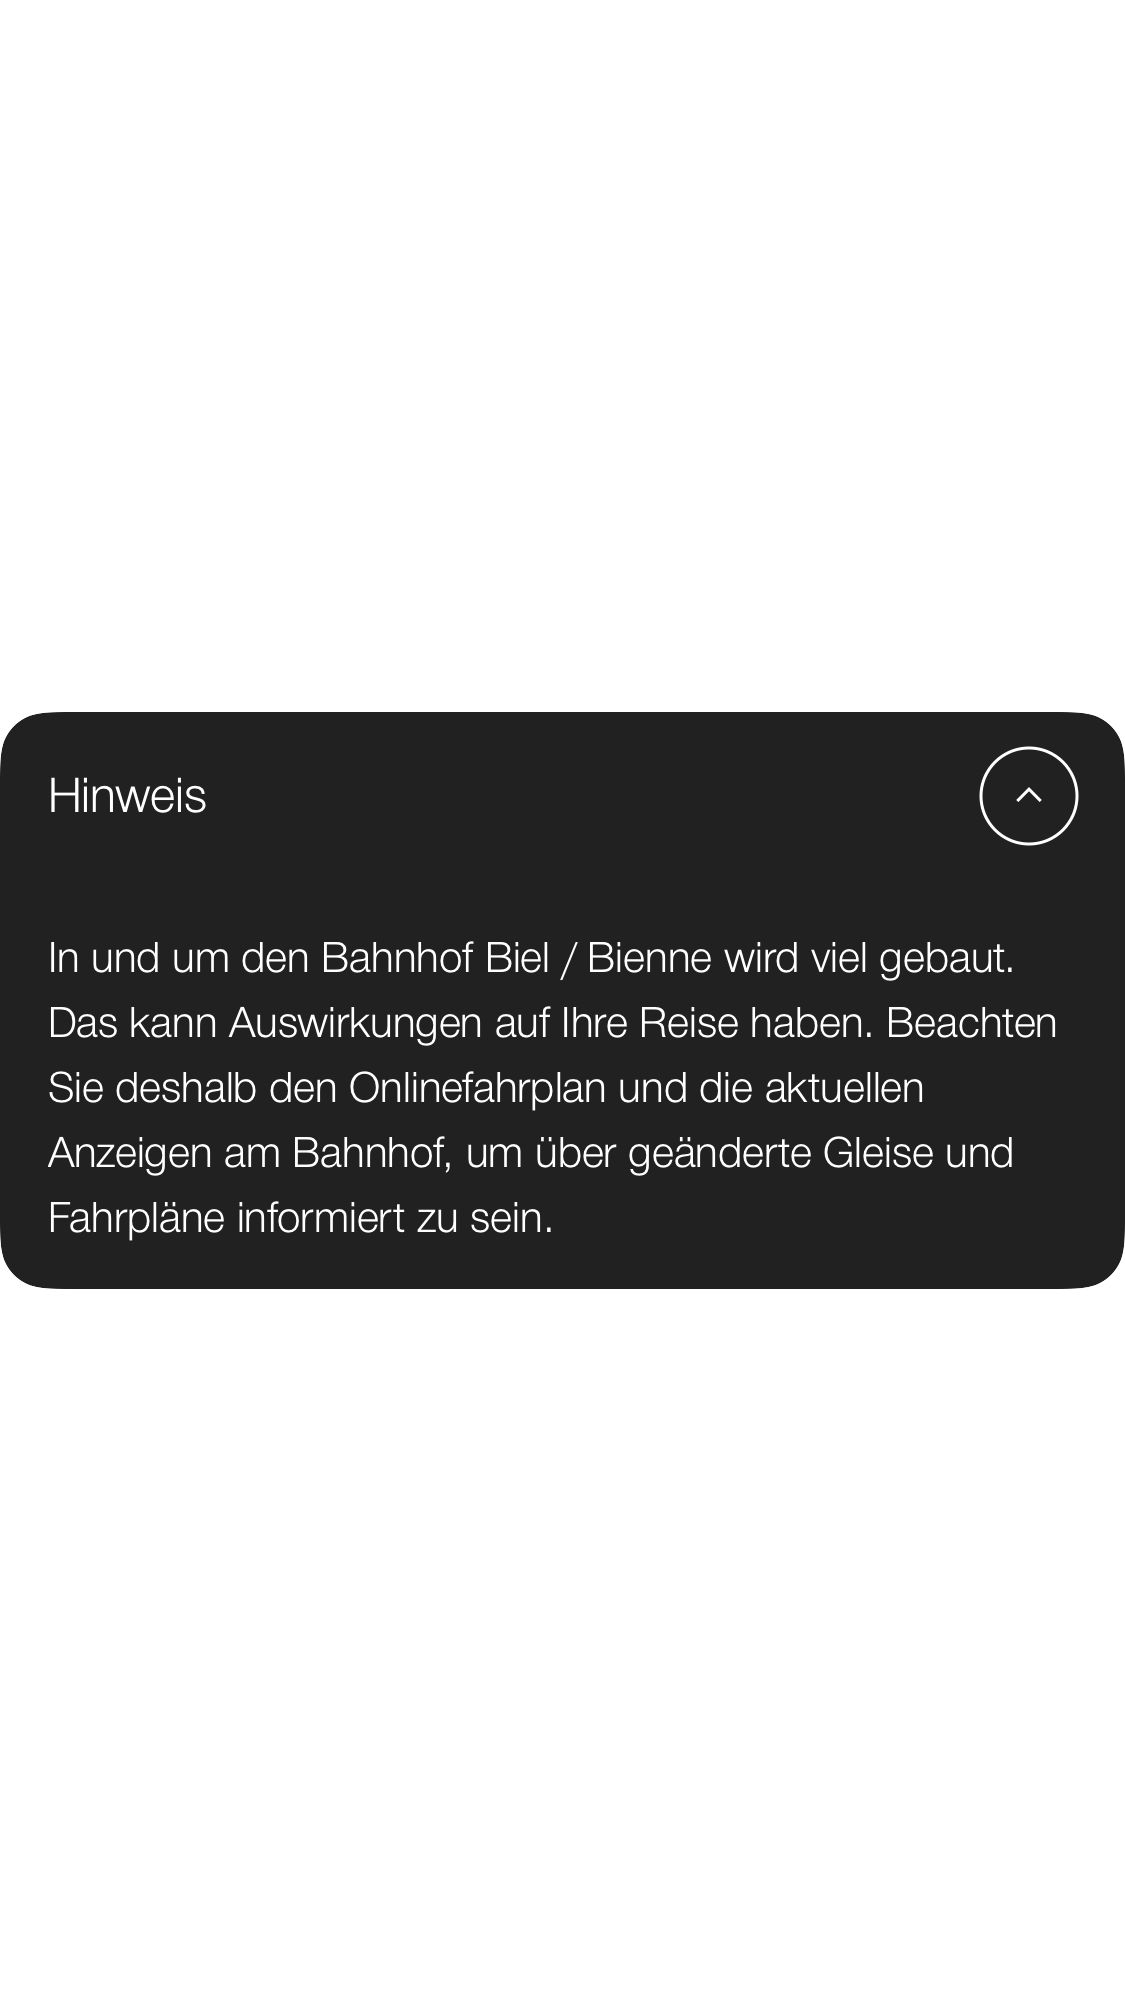 Hinweis
In und um den Bahnhof Biel / Bienne wird viel gebaut.
Das kann Auswirkungen auf Ihre Reise haben. Beachten
Sie deshalb den Onlinefahrplan und die aktuellen
Anzeigen am Bahnhof, um über geänderte Gleise und
Fahrpläne informiert zu sein.